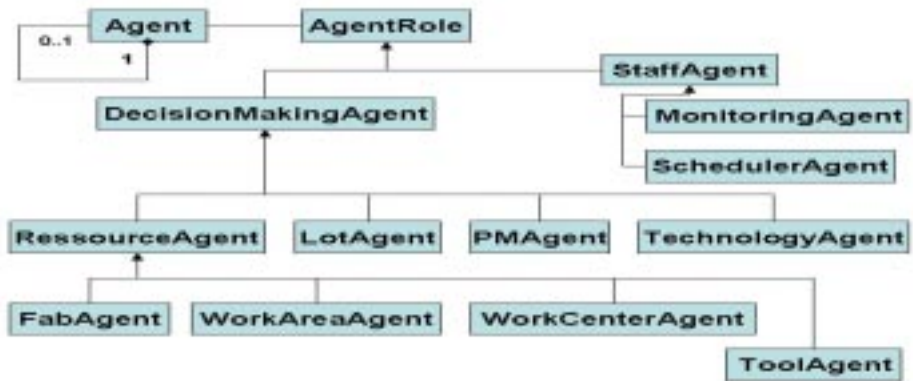 Agent
AgentRole
0..1
1
StaffAgent
DecisionMakingAgent
MonitoringAgent
SchedulerAgent
RessourceAgent
LotAgent
PMAgent
TechnologyAgent
FabAgent
WorkAreaAgent
WorkCenterAgent
ToolAgent